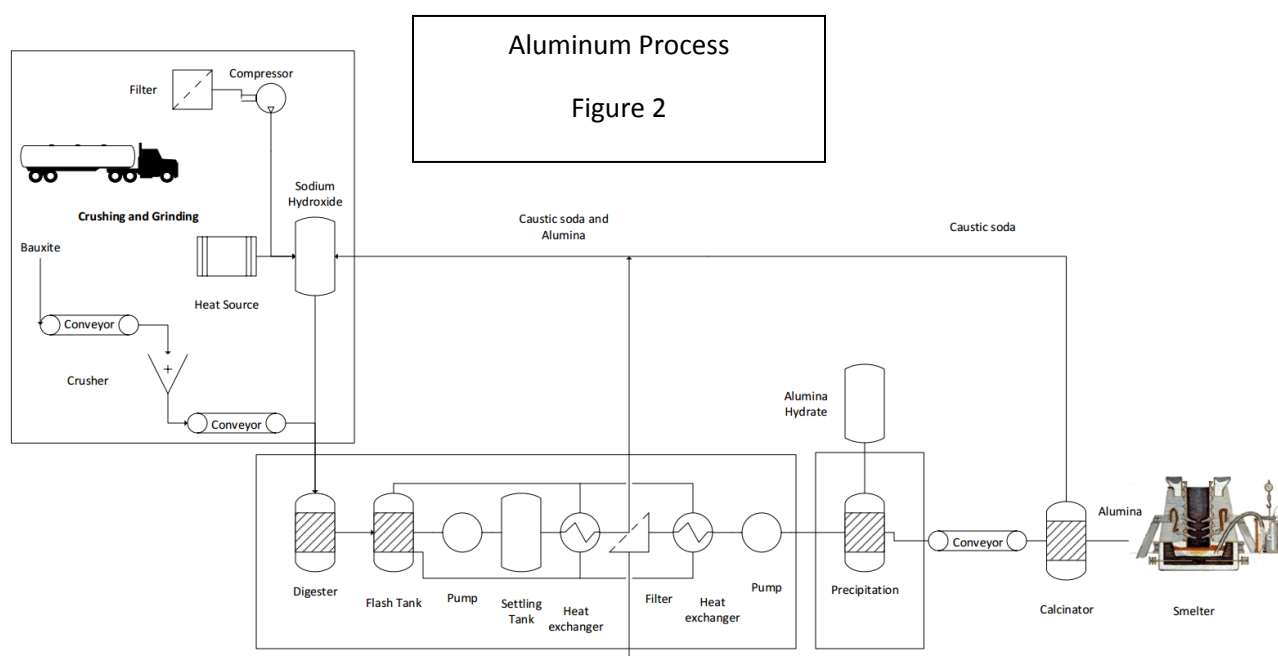 Aluminum Process
Figure 2
Compressor
Filter
Sodium
Hydroxide
Crushing and Grinding
Caustic soda and
Alumina
Caustic soda
Bauxite
Heat Source
Conveyor
Crusher
Conveyor
Alumina
Hydrate
Alumina
Conveyor
Digester
Flash Tank
Pump
Settling
Tank
Heat
exchanger
Filter
Heat
exchanger
Pump
Precipitation
Calcinator
Smelter